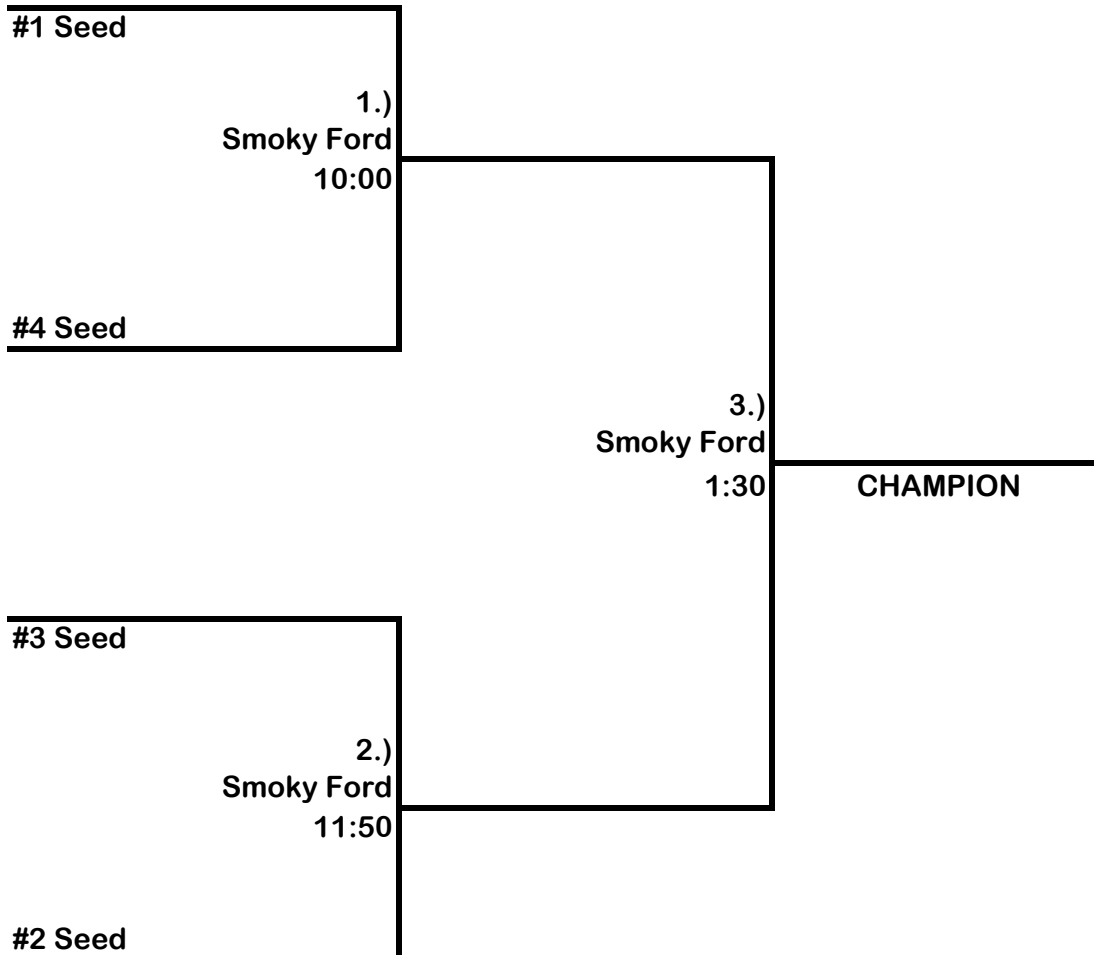 #1 Seed
1.)
Smoky Ford
10:00
#4 Seed
3.)
Smoky Ford
1:30
CHAMPION
#3 Seed
2.)
Smoky Ford
11:50
#2 Seed